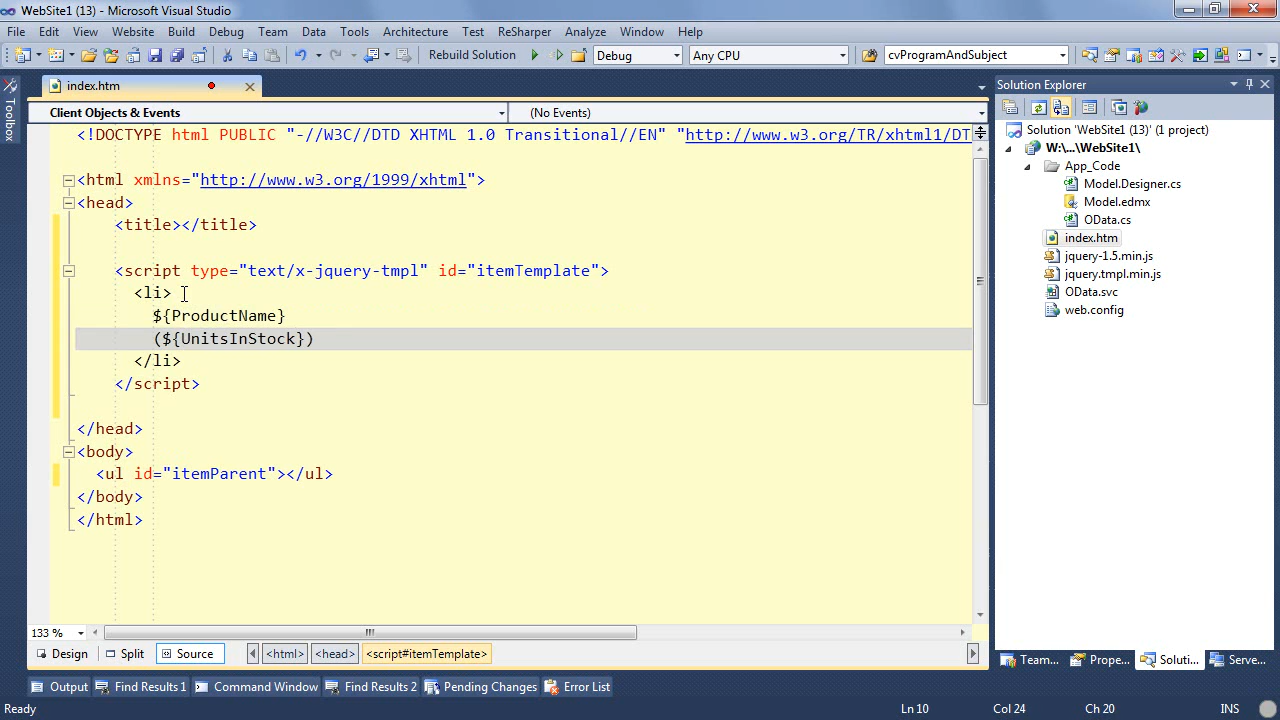 WebSite1 (13) - Microsoft Visual Studio
File Edit View Website Build Debug Team Data Tools Architecture Test ReSharper Analyze Window Help
Rebuild Solution Debug Any CPU cvProgramAndSubject
Toolbox
index.htm
Client Objects & Events (No Events)
<!DOCTYPE html PUBLIC "-//W3C//DTD XHTML 1.0 Transitional//EN" "http://www.w3.org/TR/xhtml1/DT
<html xmlns="http://www.w3.org/1999/xhtml">
<head>
<title></title>
<script type="text/x-jquery-tmpl" id="itemTemplate">
<li>
${ProductName}
(${UnitsInStock})
</li>
</script>
</head>
<body>
<ul id="itemParent"></ul>
</body>
</html>
133 %
Design Split Source <html> <head> <script#itemTemplate>
Solution Explorer
Solution 'WebSite1 (13)' (1 project)
W:\...\WebSite1\
App_Code
Model.Designer.cs
Model.edmx
OData.cs
index.htm
jquery-1.5.min.js
jquery.tmpl.min.js
OData.svc
web.config
Team... Prope... Soluti... Serve...
Output Find Results 1 Command Window Find Results 2 Pending Changes Error List
Ready Ln 10 Col 24 Ch 20 INS